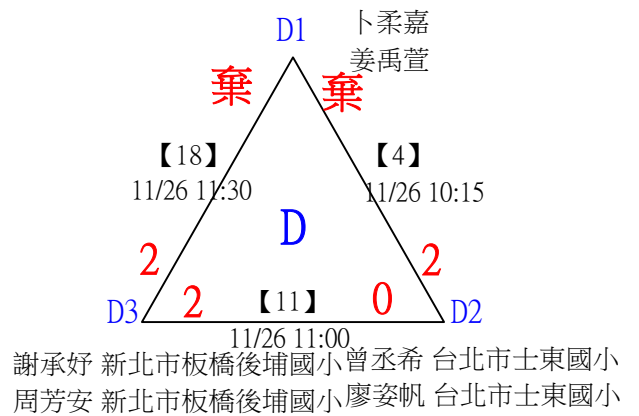 D1
卜柔嘉
姜禹萱
棄 棄
【18】
11/26 11:30
【4】
11/26 10:15
D
2 2
2 0
D3 D2
【11】
11/26 11:00
謝承妤 新北市板橋後埔國小
周芳安 新北市板橋後埔國小
曾丞希 台北市士東國小
廖姿帆 台北市士東國小